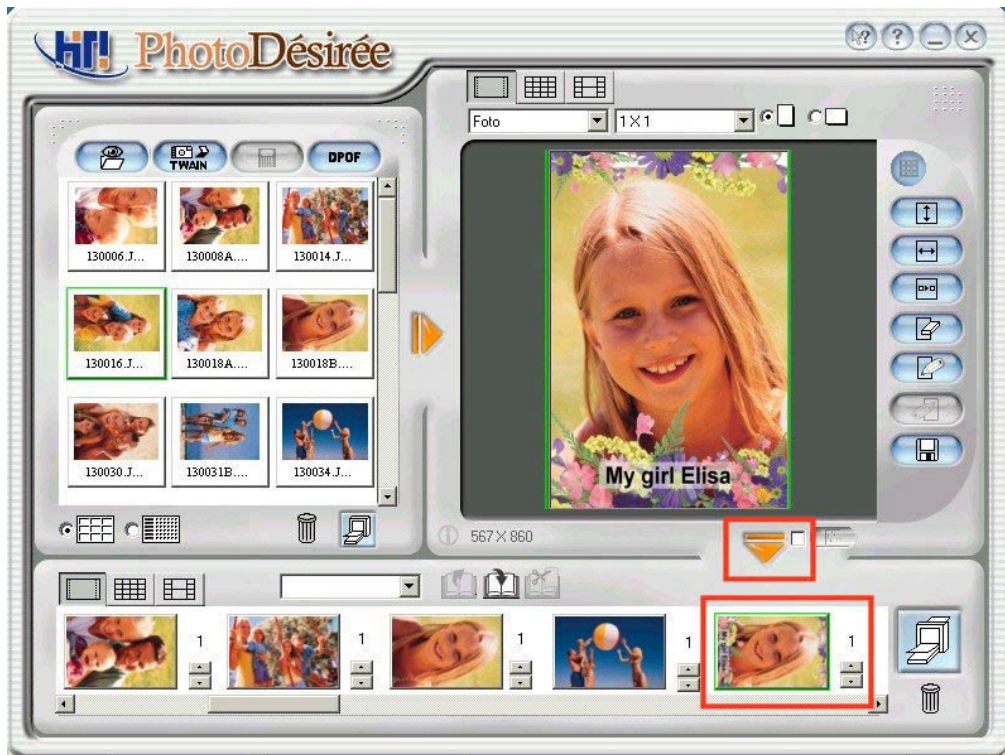 HiTi PhotoDésirée
Foto 1X1
TWAIN DPOF
130006.J... 130008A.... 130014.J...
130016.J... 130018A.... 130018B....
130030.J... 130031B.... 130034.J...
My girl Elisa
567X860
1 1 1 1 1